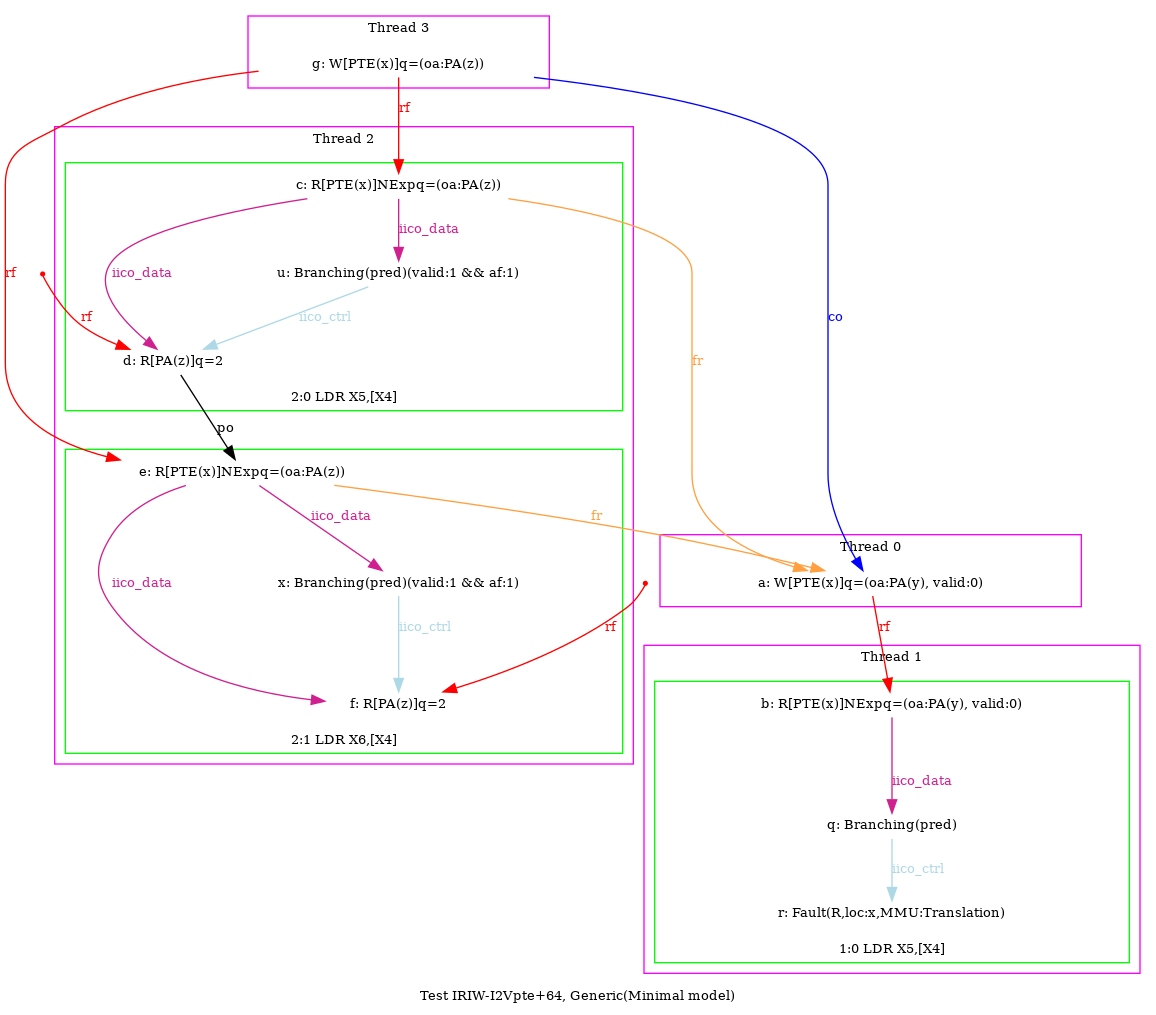 Thread 3
g: W[PTE(x)]q=(oa:PA(z))
rf
Thread 2
c: R[PTE(x)]NExpq=(oa:PA(z))
iico_data
rf
iico_data
u: Branching(pred)(valid:1 && af:1)
rf
iico_ctrl
co
d: R[PA(z)]q=2
fr
2:0 LDR X5,[X4]
po
e: R[PTE(x)]NExpq=(oa:PA(z))
iico_data
fr
Thread 0
iico_data
x: Branching(pred)(valid:1 && af:1)
a: W[PTE(x)]q=(oa:PA(y), valid:0)
iico_ctrl
rf
rf
Thread 1
f: R[PA(z)]q=2
b: R[PTE(x)]NExpq=(oa:PA(y), valid:0)
2:1 LDR X6,[X4]
iico_data
q: Branching(pred)
iico_ctrl
r: Fault(R,loc:x,MMU:Translation)
1:0 LDR X5,[X4]
Test IRIW-I2Vpte+64, Generic(Minimal model)